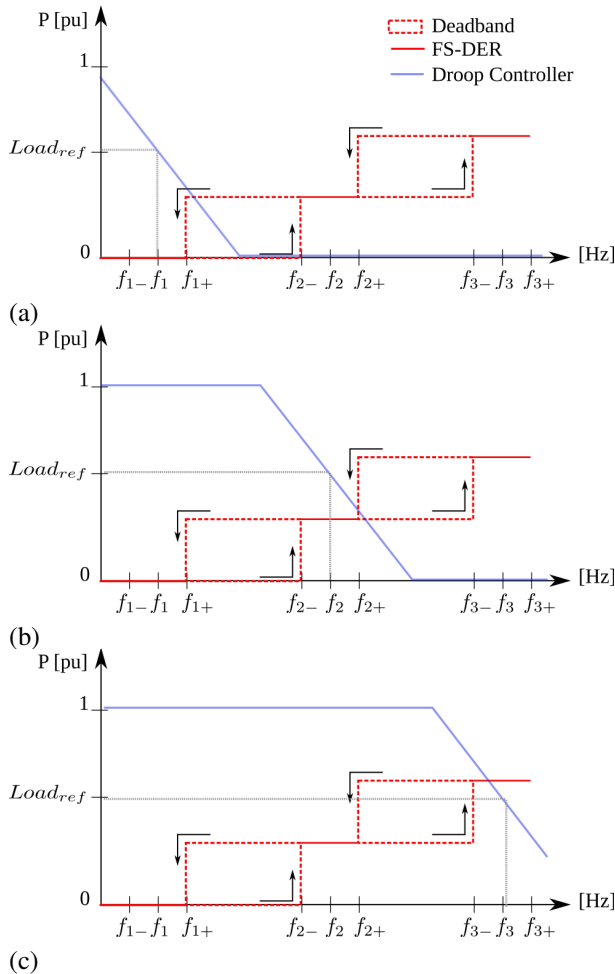 P [pu]
Deadband
FS-DER
Droop Controller
1
Load_ref
0
[Hz]
f_1- f_1 f_1+ f_2- f_2 f_2+ f_3- f_3 f_3+
(a)
P [pu]
1
Load_ref
0
[Hz]
f_1- f_1 f_1+ f_2- f_2 f_2+ f_3- f_3 f_3+
(b)
P [pu]
1
Load_ref
0
[Hz]
f_1- f_1 f_1+ f_2- f_2 f_2+ f_3- f_3 f_3+
(c)